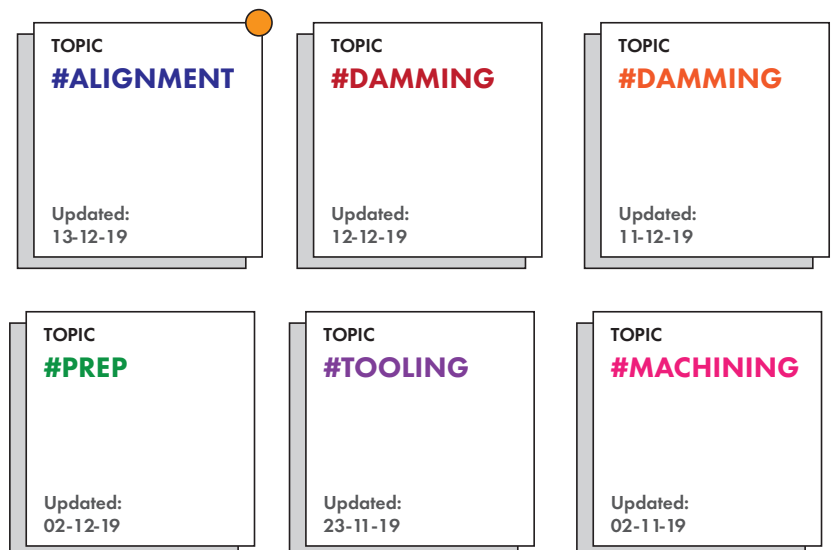 TOPIC
#ALIGNMENT
Updated:
13-12-19
TOPIC
#DAMMING
Updated:
12-12-19
TOPIC
#DAMMING
Updated:
11-12-19
TOPIC
#PREP
Updated:
02-12-19
TOPIC
#TOOLING
Updated:
23-11-19
TOPIC
#MACHINING
Updated:
02-11-19